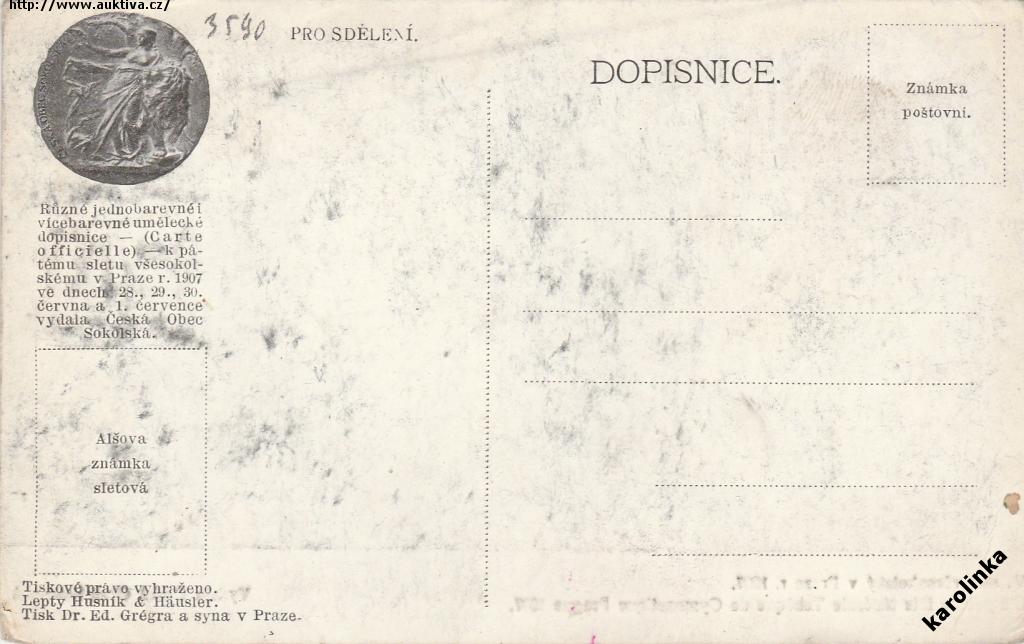 http://www.auktiva.cz/
3590
PRO SDĚLENÍ.
DOPISNICE.
Známka
poštovní.
Různé jednobarevné i
vícebarevné umělecké
dopisnice — (Carte
officielle) — k pá-
tému sletu všesokol-
skému v Praze r. 1907
ve dnech 28., 29., 30.
června a 1. července
vydala Česká Obec
Sokolská.
Alšova
známka
sletová
Tiskové právo vyhraženo.
Lepty Husník & Häusler.
Tisk Dr. Ed. Grégra a syna v Praze.
karolinka